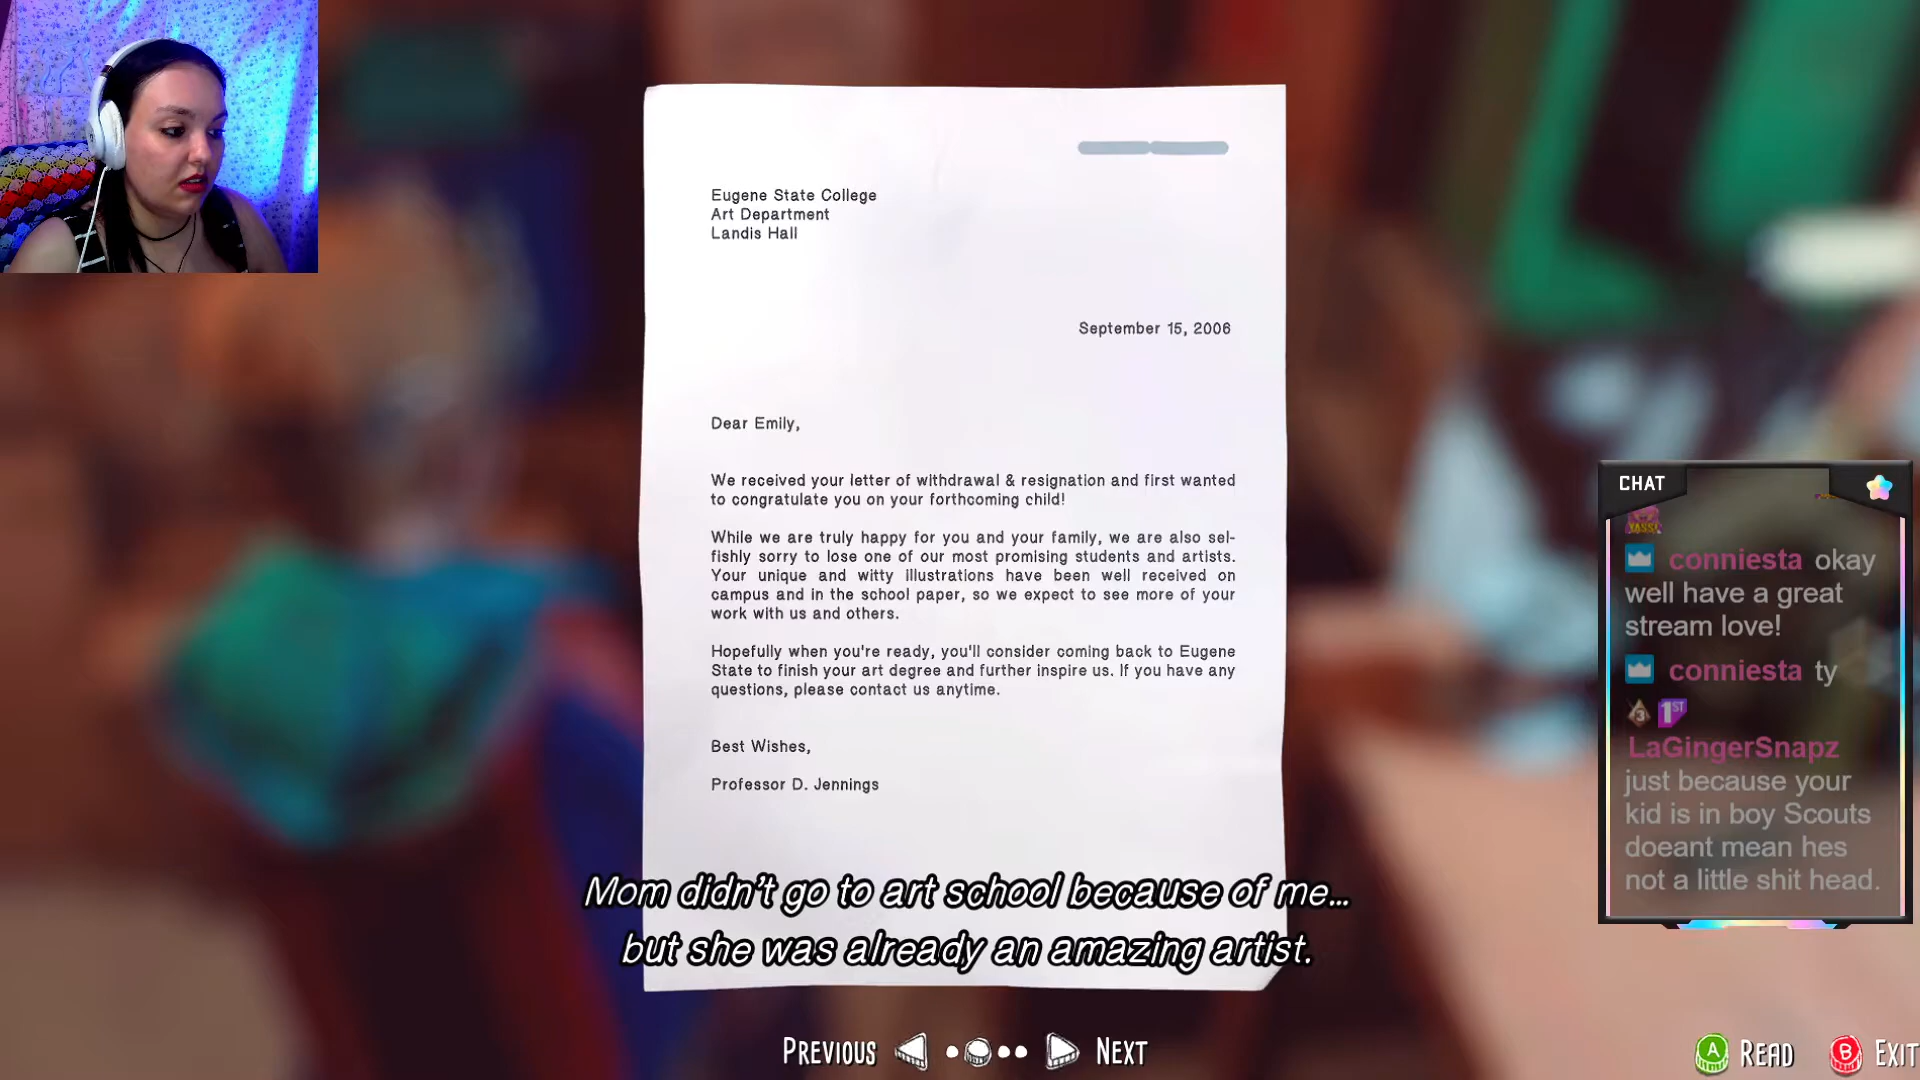 Eugene State College
Art Department
Landis Hall
September 15, 2006
Dear Emily,
We received your letter of withdrawal & resignation and first wanted
to congratulate you on your forthcoming child!
While we are truly happy for you and your family, we are also sel-
fishly sorry to lose one of our most promising students and artists.
Your unique and witty illustrations have been well received on
campus and in the school paper, so we expect to see more of your
work with us and others.
Hopefully when you're ready, you'll consider coming back to Eugene
State to finish your art degree and further inspire us. If you have any
questions, please contact us anytime.
Best Wishes,
Professor D. Jennings
Mom didn't go to art school because of me...
but she was already an amazing artist.
PREVIOUS
NEXT
A READ
B EXIT
CHAT
YASS!
conniesta okay
well have a great
stream love!
conniesta ty
3 1ST
LaGingerSnapz
just because your
kid is in boy Scouts
doeant mean hes
not a little shit head.